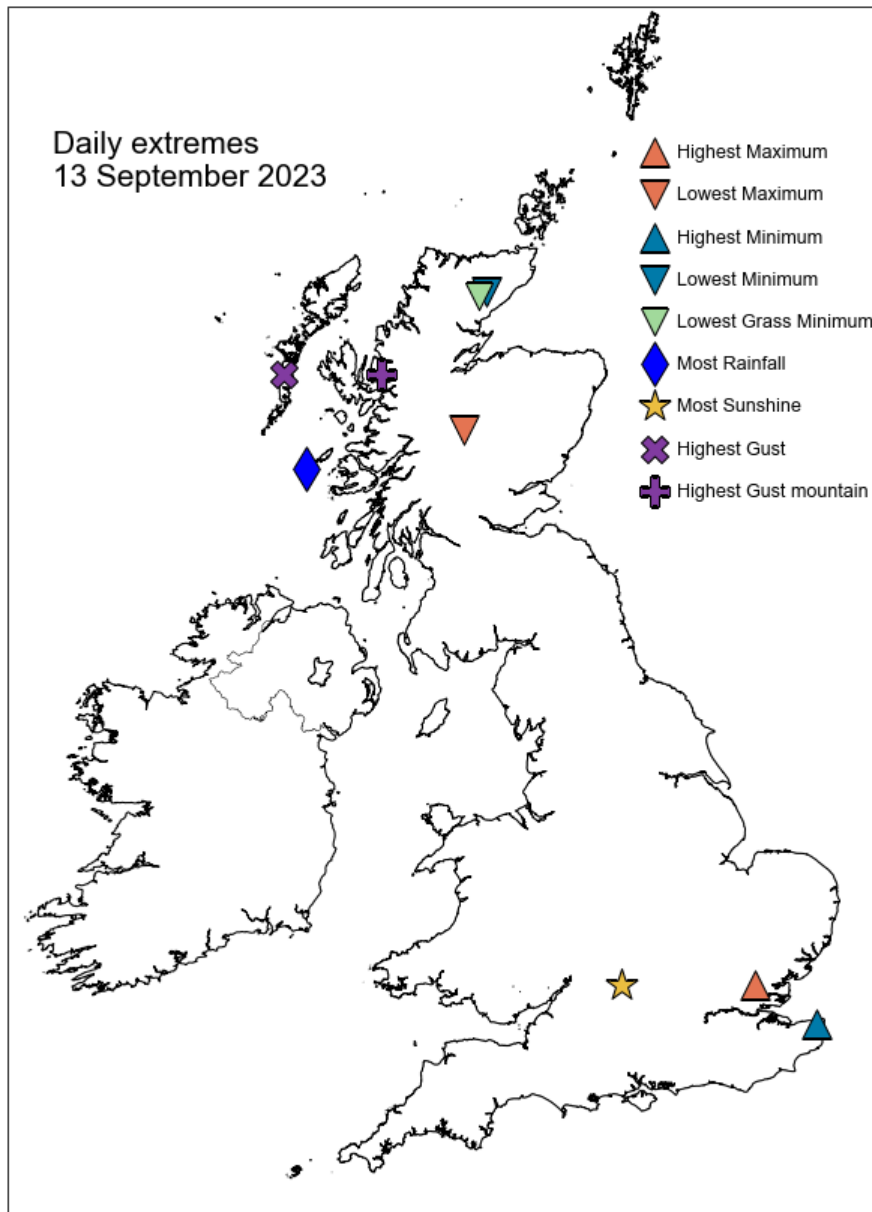 Daily extremes
13 September 2023
Highest Maximum
Lowest Maximum
Highest Minimum
Lowest Minimum
Lowest Grass Minimum
Most Rainfall
Most Sunshine
Highest Gust
Highest Gust mountain